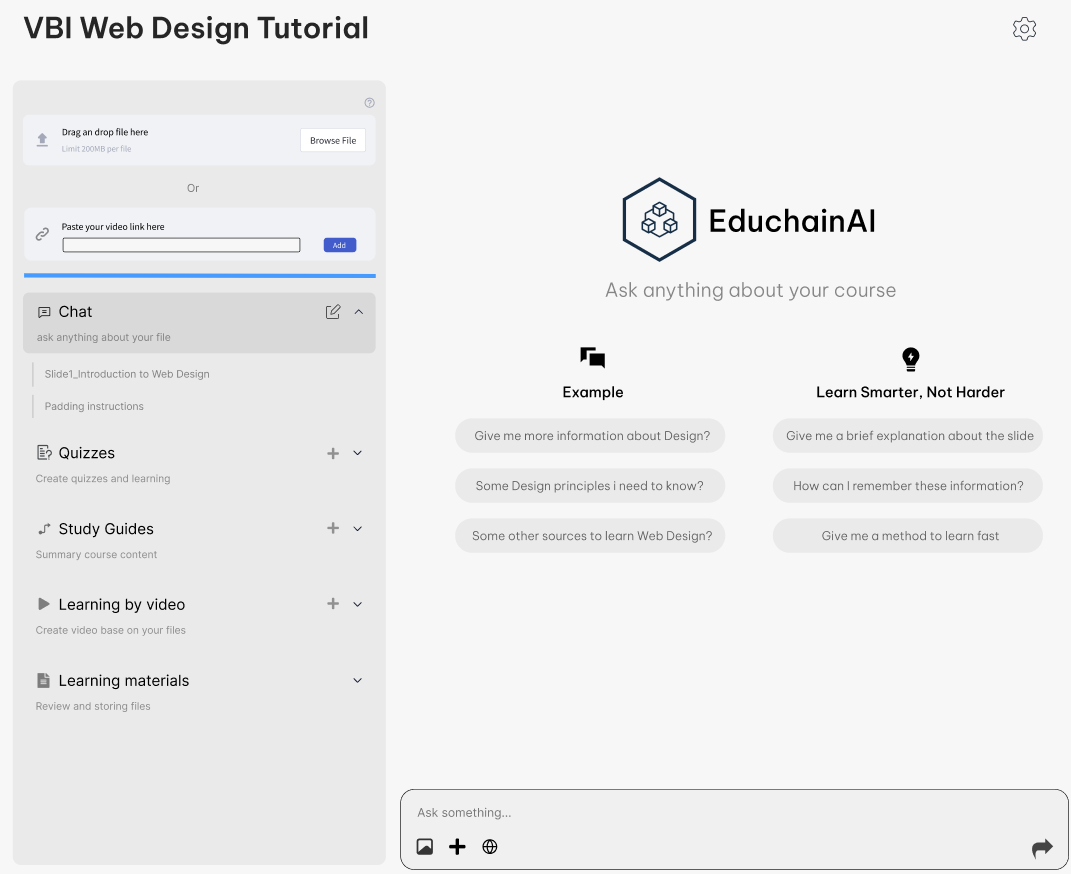 VBI Web Design Tutorial
Drag an drop file here
Limit 200MB per file
Browse File
Or
Paste your video link here
Add
Chat
ask anything about your file
Slide1_Introduction to Web Design
Padding instructions
Quizzes
Create quizzes and learning
Study Guides
Summary course content
Learning by video
Create video base on your files
Learning materials
Review and storing files
EduchainAI
Ask anything about your course
Example
Give me more information about Design?
Some Design principles i need to know?
Some other sources to learn Web Design?
Learn Smarter, Not Harder
Give me a brief explanation about the slide
How can I remember these information?
Give me a method to learn fast
Ask something...